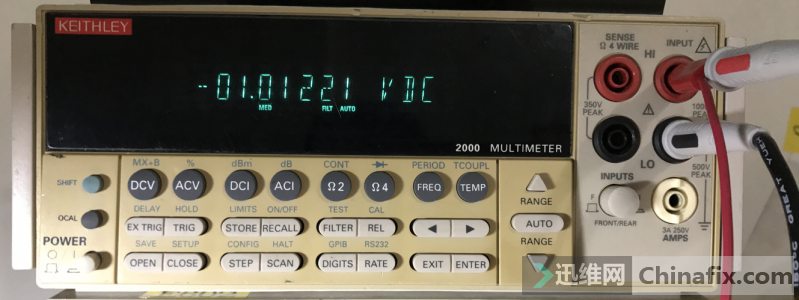 KEITHLEY
SENSE
Ω 4 WIRE
INPUT
HI
-01.01221 VDC
MED FILT AUTO
350V
PEAK
2000 MULTIMETER
LO
500V
PEAK
MX+B % dBm dB CONT PERIOD TCOUPL
SHIFT DCV ACV DCI ACI Ω2 Ω4 FREQ TEMP
RANGE
INPUTS
F R
FRONT/REAR
3A 250V
AMPS
DELAY HOLD LIMITS ON/OFF TEST CAL
OCAL EX TRIG TRIG STORE RECALL FILTER REL AUTO
RANGE
POWER
SAVE SETUP CONFIG HALT GPIB RS232
OPEN CLOSE STEP SCAN DIGITS RATE EXIT ENTER
迅维网 Chinafix.com